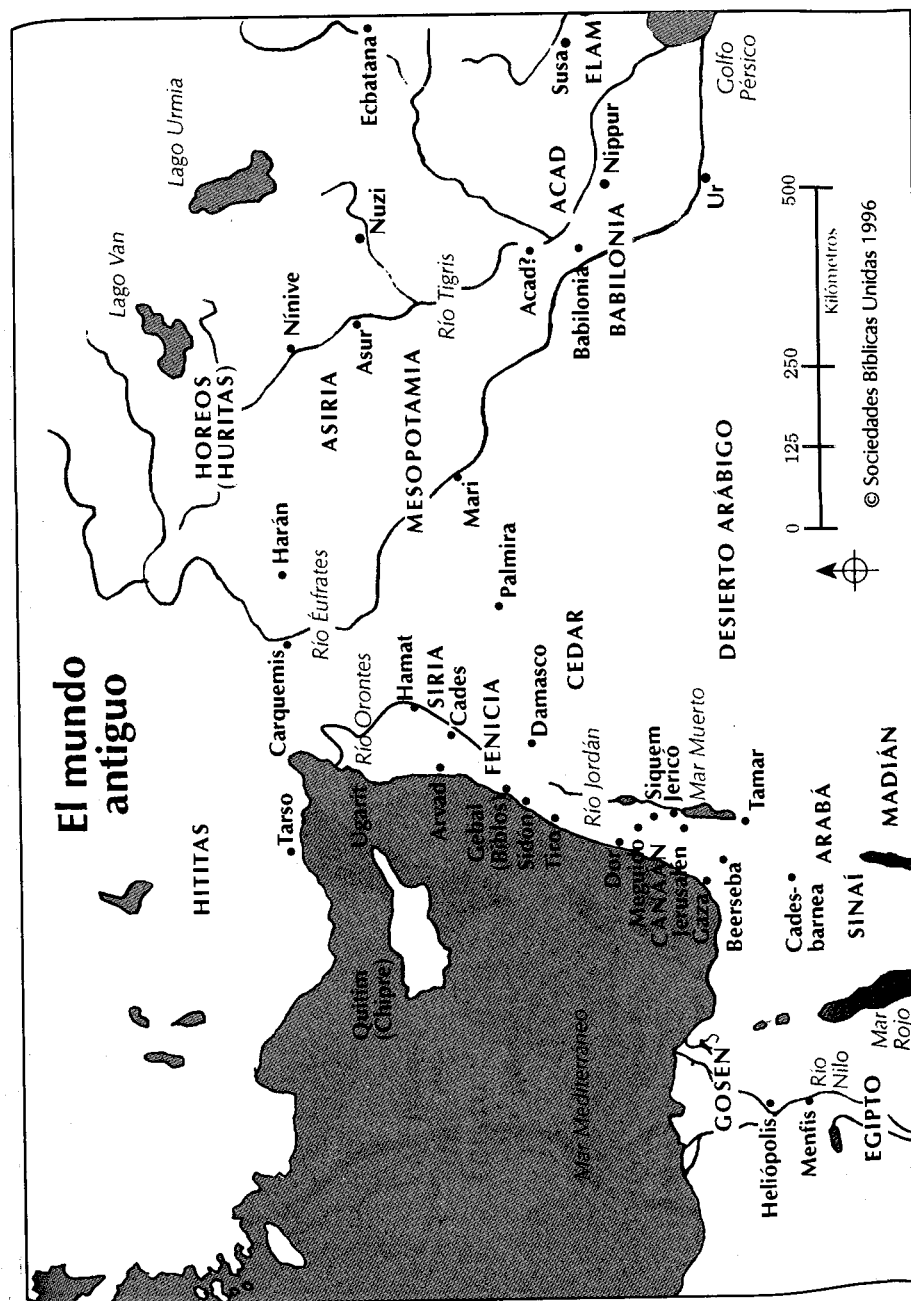 El mundo
antiguo
HITITAS
Tarso
Carquemis
Harán
HOREOS
(HURITAS)
Lago Van
Lago Urmia
Nínive
Nuzi
Ecbatana
Asur
ASIRIA
Río Tigris
MESOPOTAMIA
Río Éufrates
Río Orontes
Ugarit
Quitim
(Chipre)
Hamat
SIRIA
Cades
Arvad
FENICIA
Gebal
(Biblos)
Sidón
Tiro
Damasco
Palmira
Mari
CEDAR
Acad?
ACAD
Susa
ELAM
Nippur
Babilonia
BABILONIA
Ur
Golfo
Pérsico
Mar Mediterráneo
Río Jordán
Dor
Meguido
CANAÁN
Siquem
Jericó
Jerusalén
Mar Muerto
Gaza
Beerseba
Tamar
DESIERTO ARÁBIGO
Cades-
barnea
ARABÁ
SINAÍ
MADIÁN
GOSÉN
Heliópolis
Menfis
Río
Nilo
EGIPTO
Mar
Rojo
0 125 250 500
Kilómetros
© Sociedades Bíblicas Unidas 1996